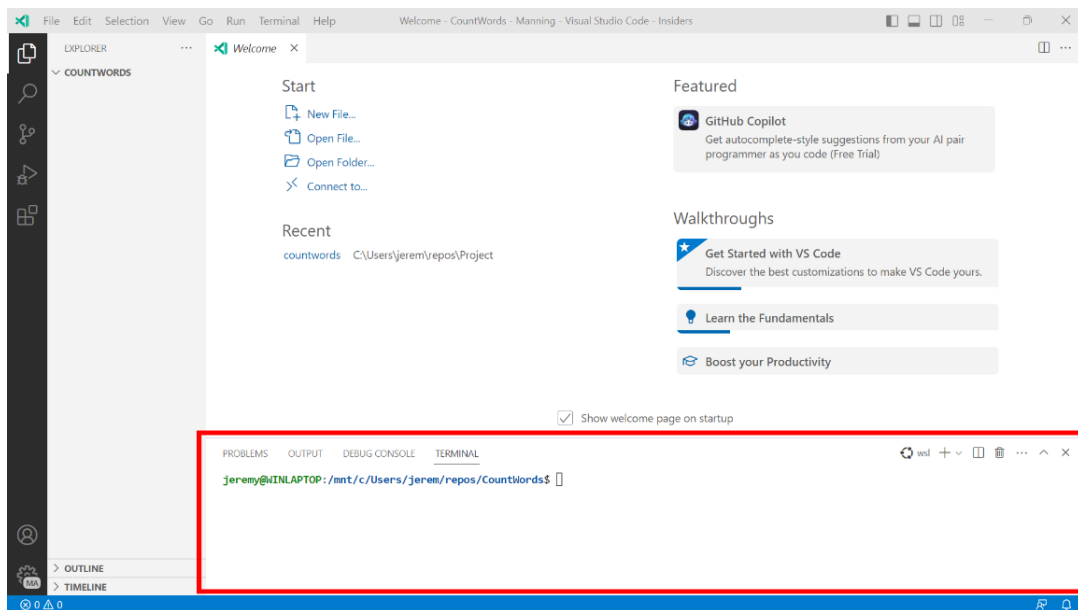 File Edit Selection View Go Run Terminal Help Welcome - CountWords - Manning - Visual Studio Code - Insiders
EXPLORER
COUNTWORDS
OUTLINE
TIMELINE
MA
Welcome
Start
New File...
Open File...
Open Folder...
Connect to...
Recent
countwords C:\Users\jerem\repos\Project
Featured
GitHub Copilot
Get autocomplete-style suggestions from your AI pair
programmer as you code (Free Trial)
Walkthroughs
Get Started with VS Code
Discover the best customizations to make VS Code yours.
Learn the Fundamentals
Boost your Productivity
Show welcome page on startup
PROBLEMS OUTPUT DEBUG CONSOLE TERMINAL wsl
jeremy@WINLAPTOP:/mnt/c/Users/jerem/repos/CountWords$
0 0